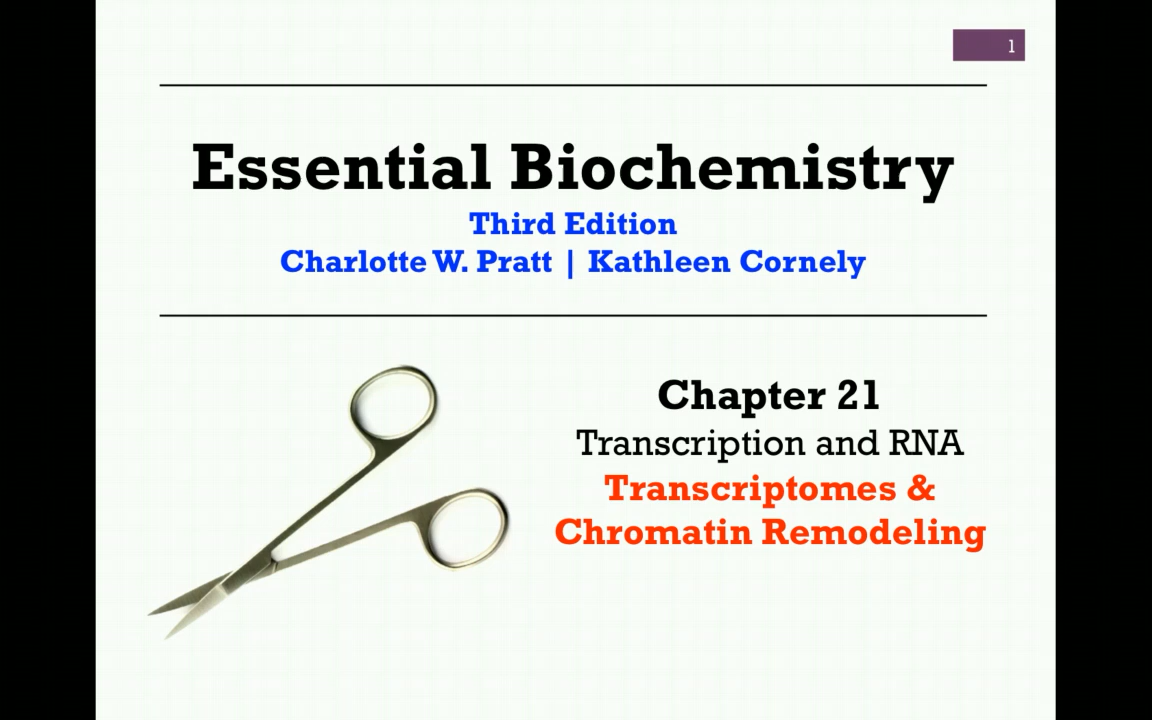 1
Essential Biochemistry
Third Edition
Charlotte W. Pratt | Kathleen Cornely
Chapter 21
Transcription and RNA
Transcriptomes &
Chromatin Remodeling